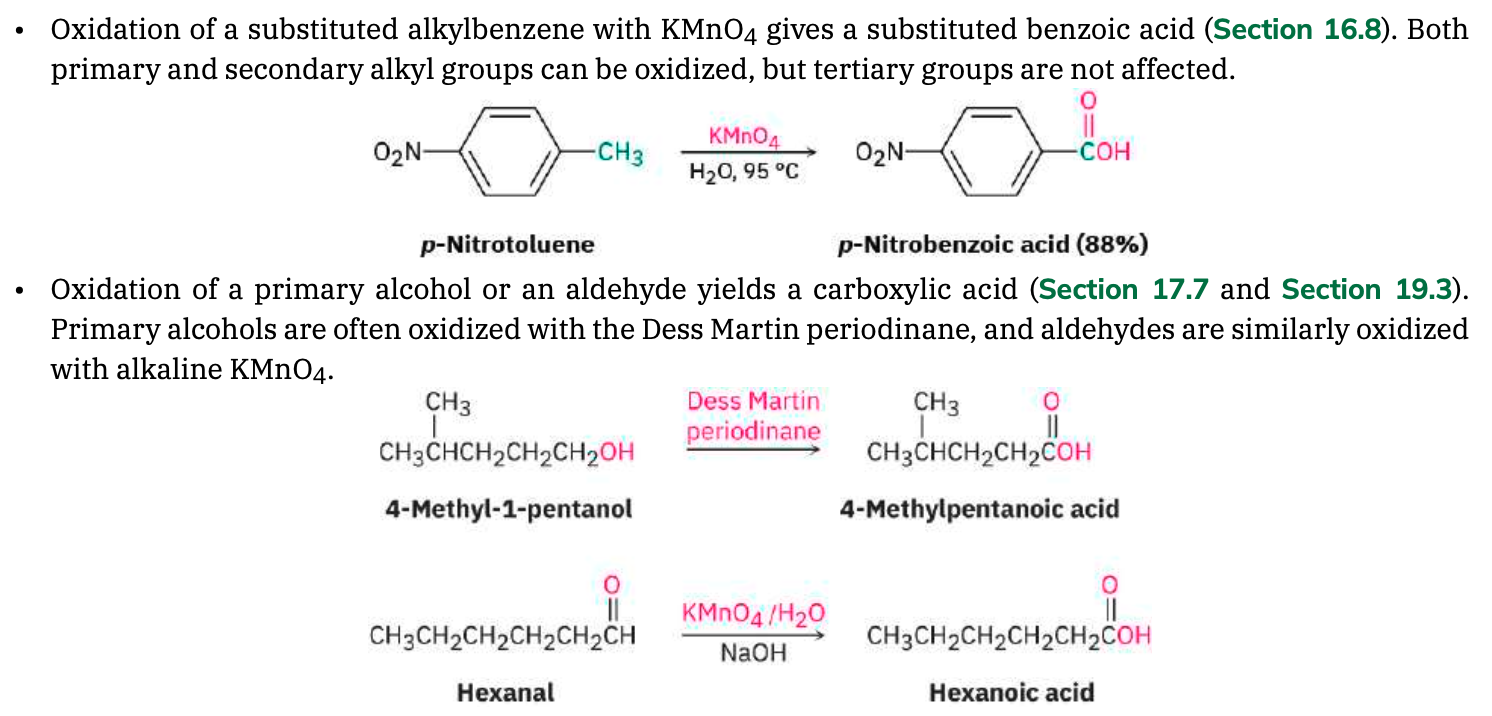 • Oxidation of a substituted alkylbenzene with KMnO4 gives a substituted benzoic acid (Section 16.8). Both
primary and secondary alkyl groups can be oxidized, but tertiary groups are not affected.
O
O2N CH3 KMnO4 O2N COH
H2O, 95 °C
p-Nitrotoluene p-Nitrobenzoic acid (88%)
• Oxidation of a primary alcohol or an aldehyde yields a carboxylic acid (Section 17.7 and Section 19.3).
Primary alcohols are often oxidized with the Dess Martin periodinane, and aldehydes are similarly oxidized
with alkaline KMnO4.
CH3 Dess Martin CH3 O
periodinane
CH3CHCH2CH2CH2OH CH3CHCH2CH2COH
4-Methyl-1-pentanol 4-Methylpentanoic acid
O O
KMnO4/H2O
CH3CH2CH2CH2CH2CH CH3CH2CH2CH2CH2COH
NaOH
Hexanal Hexanoic acid